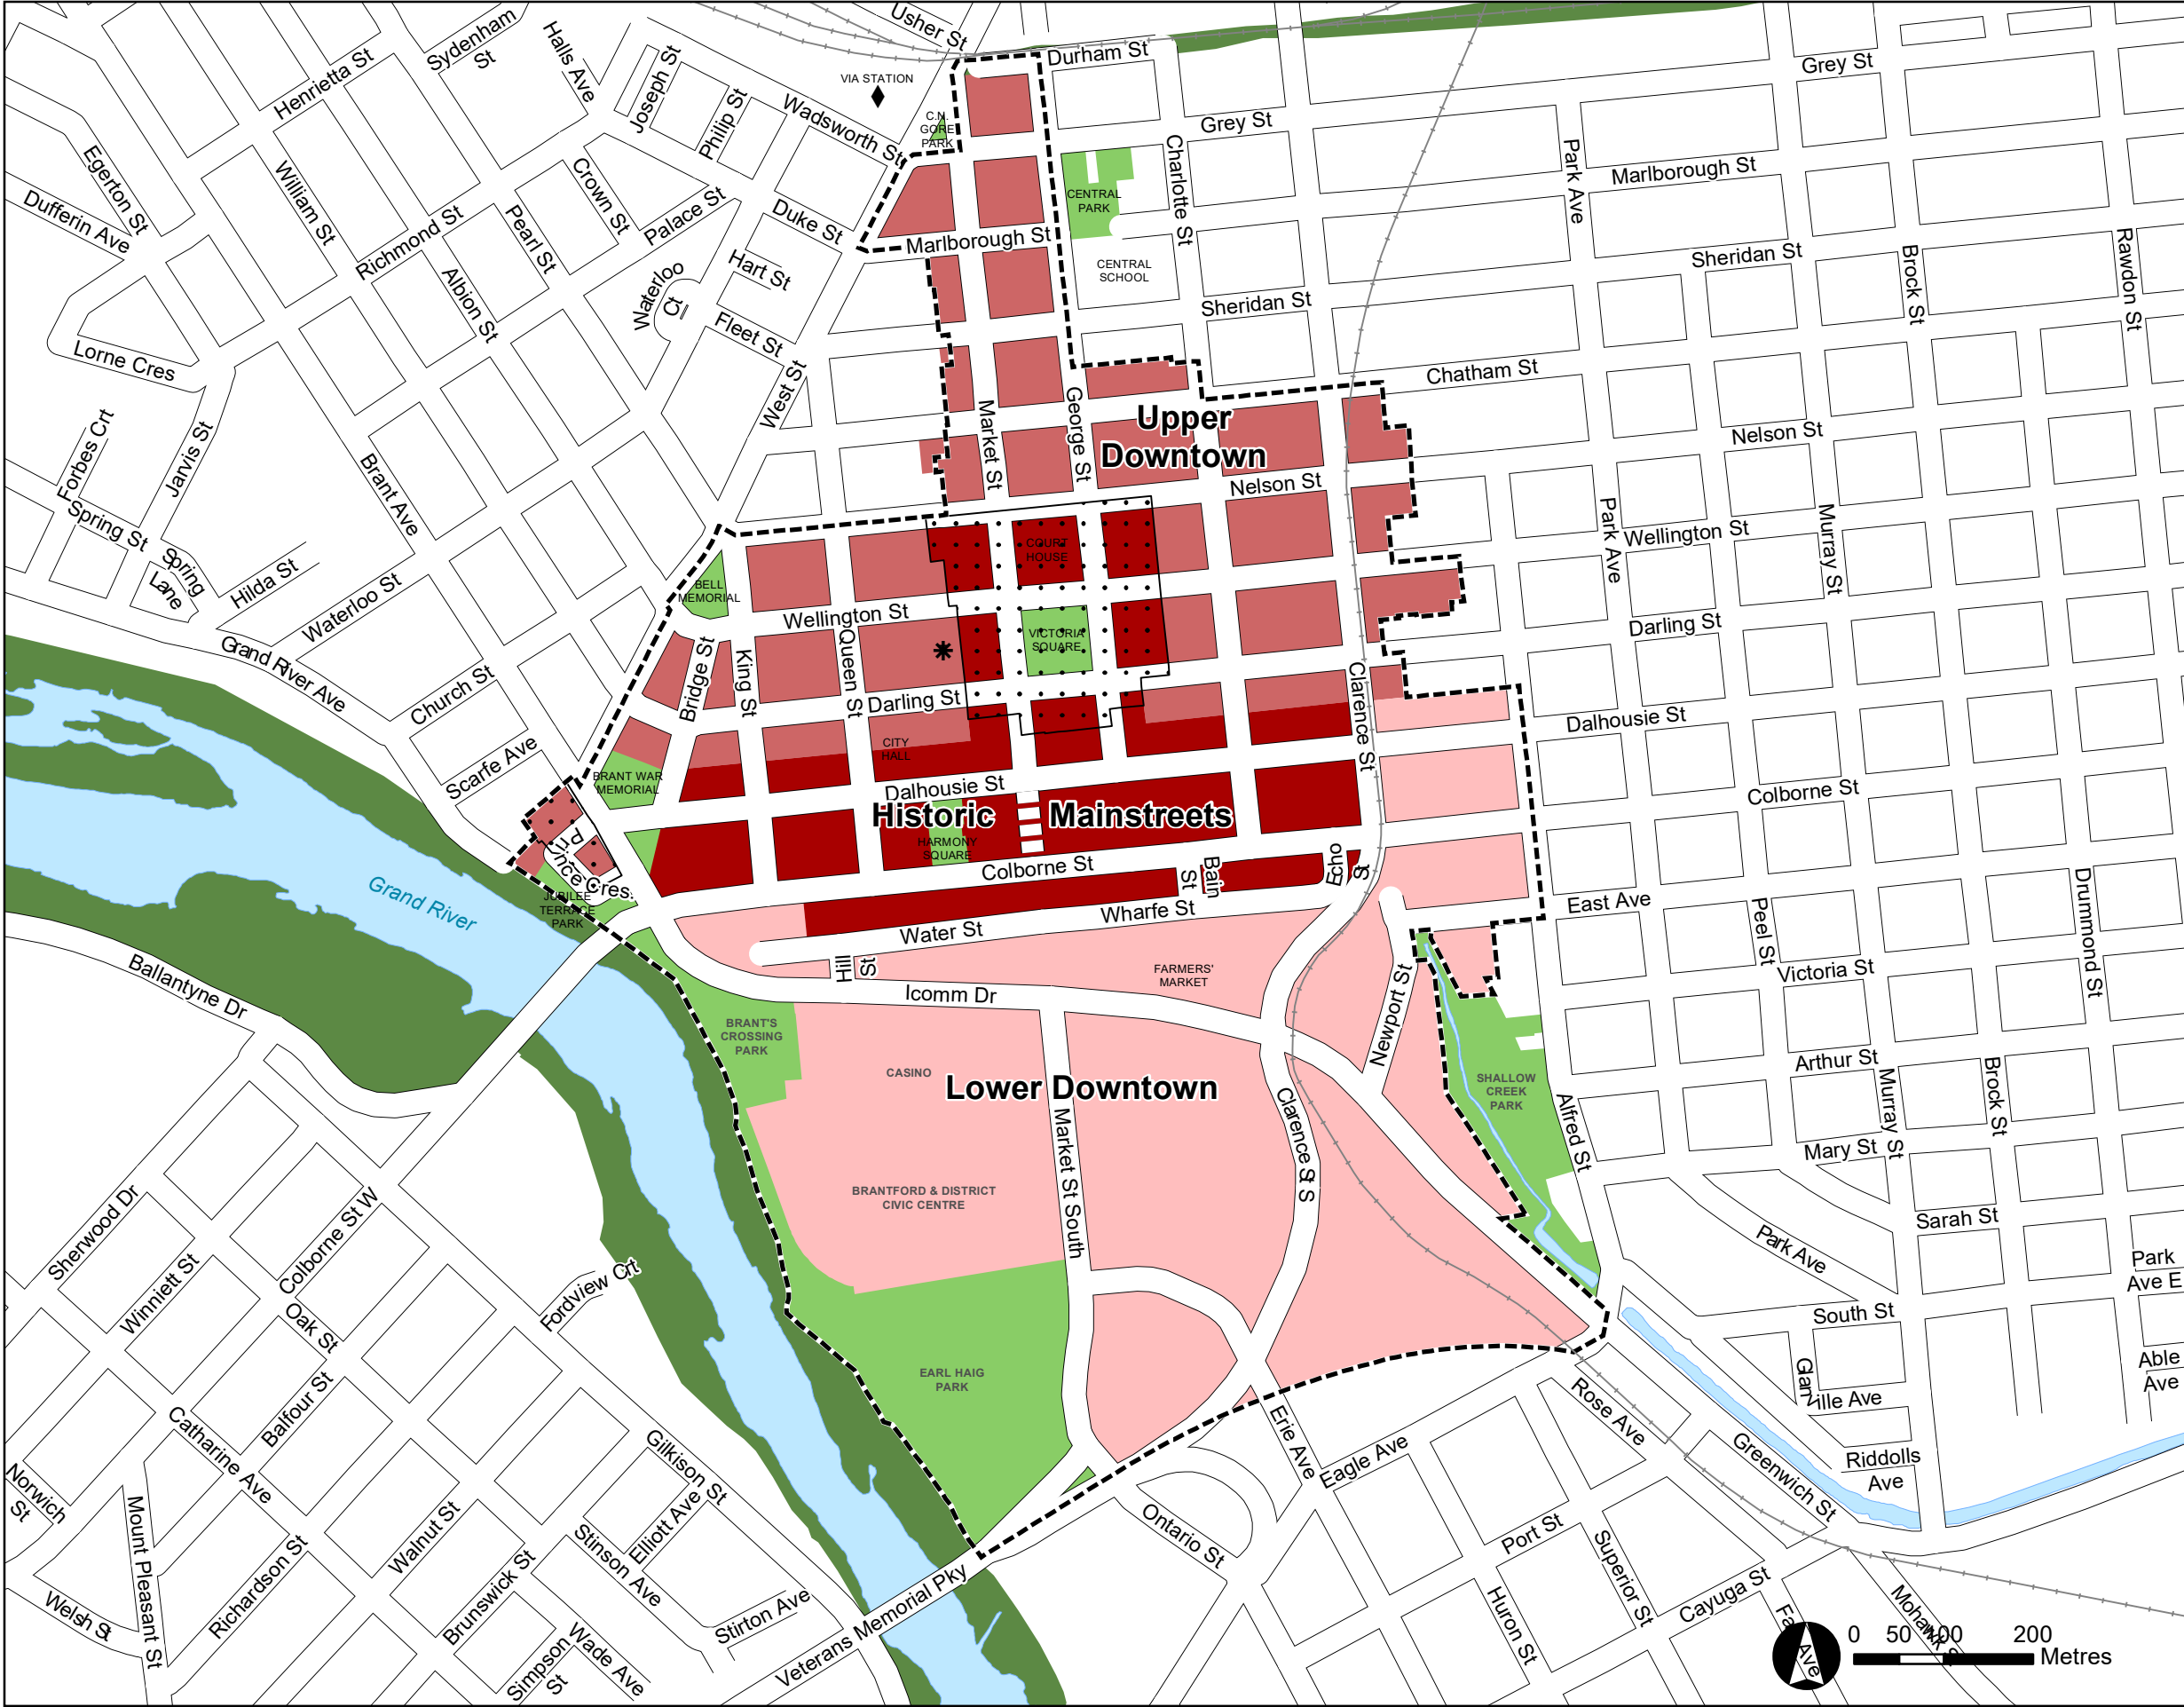 Usher St
Sydenham
St
Halls Ave
Henrietta St
Joseph St
Philip St
VIA STATION
Wadsworth St
C.N.
GORE
PARK
Durham St
Grey St
Grey St
Charlotte St
CENTRAL
PARK
CENTRAL
SCHOOL
Park Ave
Marlborough St
Egerton St
Dufferin Ave
William St
Richmond St
Crown St
Pearl St
Palace St
Duke St
Marlborough St
Hart St
Waterloo
Ct
Albion St
Fleet St
West St
Sheridan St
Sheridan St
Brock St
Rawdon St
Lorne Cres
Jarvis St
Forbes Crt
Spring St
Spring
Lane
Hilda St
Brant Ave
Market St
George St
Upper
Downtown
Chatham St
Nelson St
Nelson St
Park Ave
Wellington St
Murray St
COURT
HOUSE
BELL
MEMORIAL
Wellington St
VICTORIA
SQUARE
Waterloo St
Grand River Ave
Church St
Scarfe Ave
Bridge St
King St
Queen St
Darling St
Darling St
Clarence St
Dalhousie St
CITY
HALL
BRANT WAR
MEMORIAL
Dalhousie St
Colborne St
Historic
Mainstreets
HARMONY
SQUARE
Colborne St
Bain
St
Echo
St
Prince Cres
JUBILEE
TERRACE
PARK
Grand River
Wharfe St
Water St
Hill
St
East Ave
Peel St
Drummond St
Victoria St
FARMERS'
MARKET
Icomm Dr
Newport St
Ballantyne Dr
BRANT'S
CROSSING
PARK
CASINO
Lower Downtown
SHALLOW
CREEK
PARK
Alfred St
Arthur St
Murray St
Brock St
Mary St
Market St South
Clarence St S
BRANTFORD & DISTRICT
CIVIC CENTRE
Sarah St
Park Ave
Park
Ave E
South St
Able
Ave
Sherwood Dr
Winniett St
Colborne St W
Oak St
Fordview Crt
Balfour St
Catharine Ave
EARL HAIG
PARK
Erie Ave
Eagle Ave
Rose Ave
Greenwich St
Riddolls
Ave
Norwich
St
Mount Pleasant St
Gilkison St
Elliott Ave
Stinson Ave
Walnut St
Richardson St
Brunswick St
Welsh St
Simpson
St
Wade Ave
Stirton Ave
Veterans Memorial Pky
Ontario St
Port St
Superior St
Huron St
Cayuga St
0 50 100 200
Metres